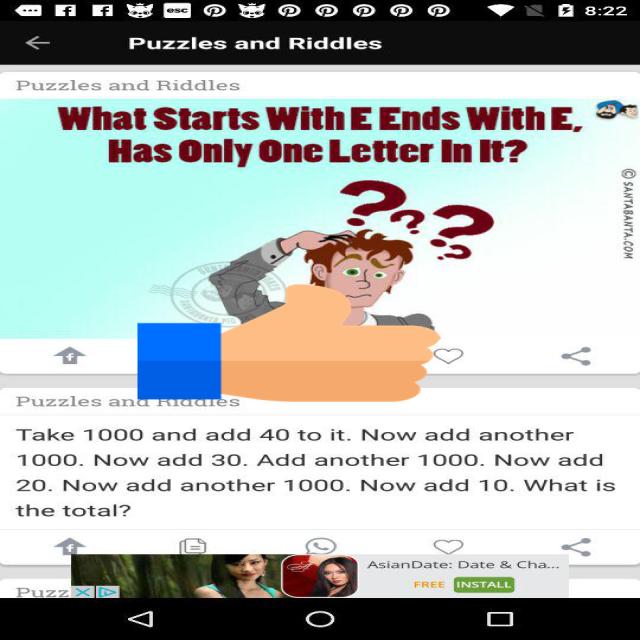 esc
8:22
Puzzles and Riddles
Puzzles and Riddles
What Starts With E Ends With E,
Has Only One Letter In It?
© SANTABANTA.COM
Puzzles and Riddles
Take 1000 and add 40 to it. Now add another
1000. Now add 30. Add another 1000. Now add
20. Now add another 1000. Now add 10. What is
the total?
AsianDate: Date & Cha...
FREE INSTALL
Puzz